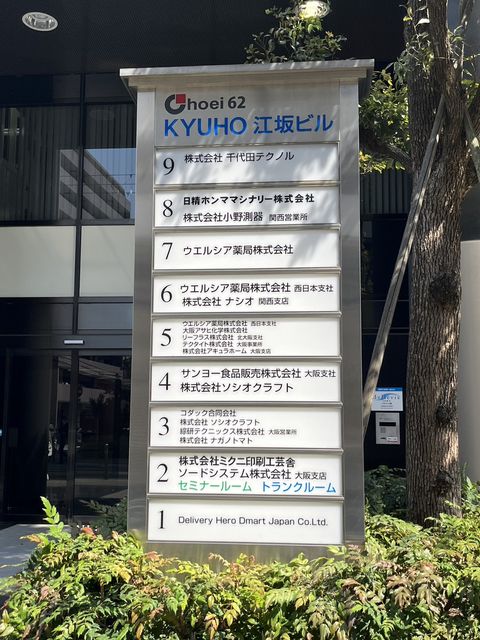 Choei 62
KYUHO 江坂ビル
9 株式会社 千代田テクノル
8 日精ホンママシナリー株式会社
株式会社小野測器 関西営業所
7 ウエルシア薬局株式会社
6 ウエルシア薬局株式会社 西日本支社
株式会社 ナシオ 関西支店
5 ウエルシア薬局株式会社 西日本支社
大阪アサヒ化学株式会社
リーフラス株式会社 北大阪支社
テクタイト株式会社 大阪事業所
株式会社アキュラホーム 大阪支店
4 サンヨー食品販売株式会社 大阪支社
株式会社ソシオクラフト
3 コダック合同会社
株式会社 ソシオクラフト
綜研テクニックス株式会社 大阪営業所
株式会社 ナガノトマト
2 株式会社ミクニ印刷工芸舎
ソードシステム株式会社 大阪支店
セミナールーム トランクルーム
1 Delivery Hero Dmart Japan Co.Ltd.